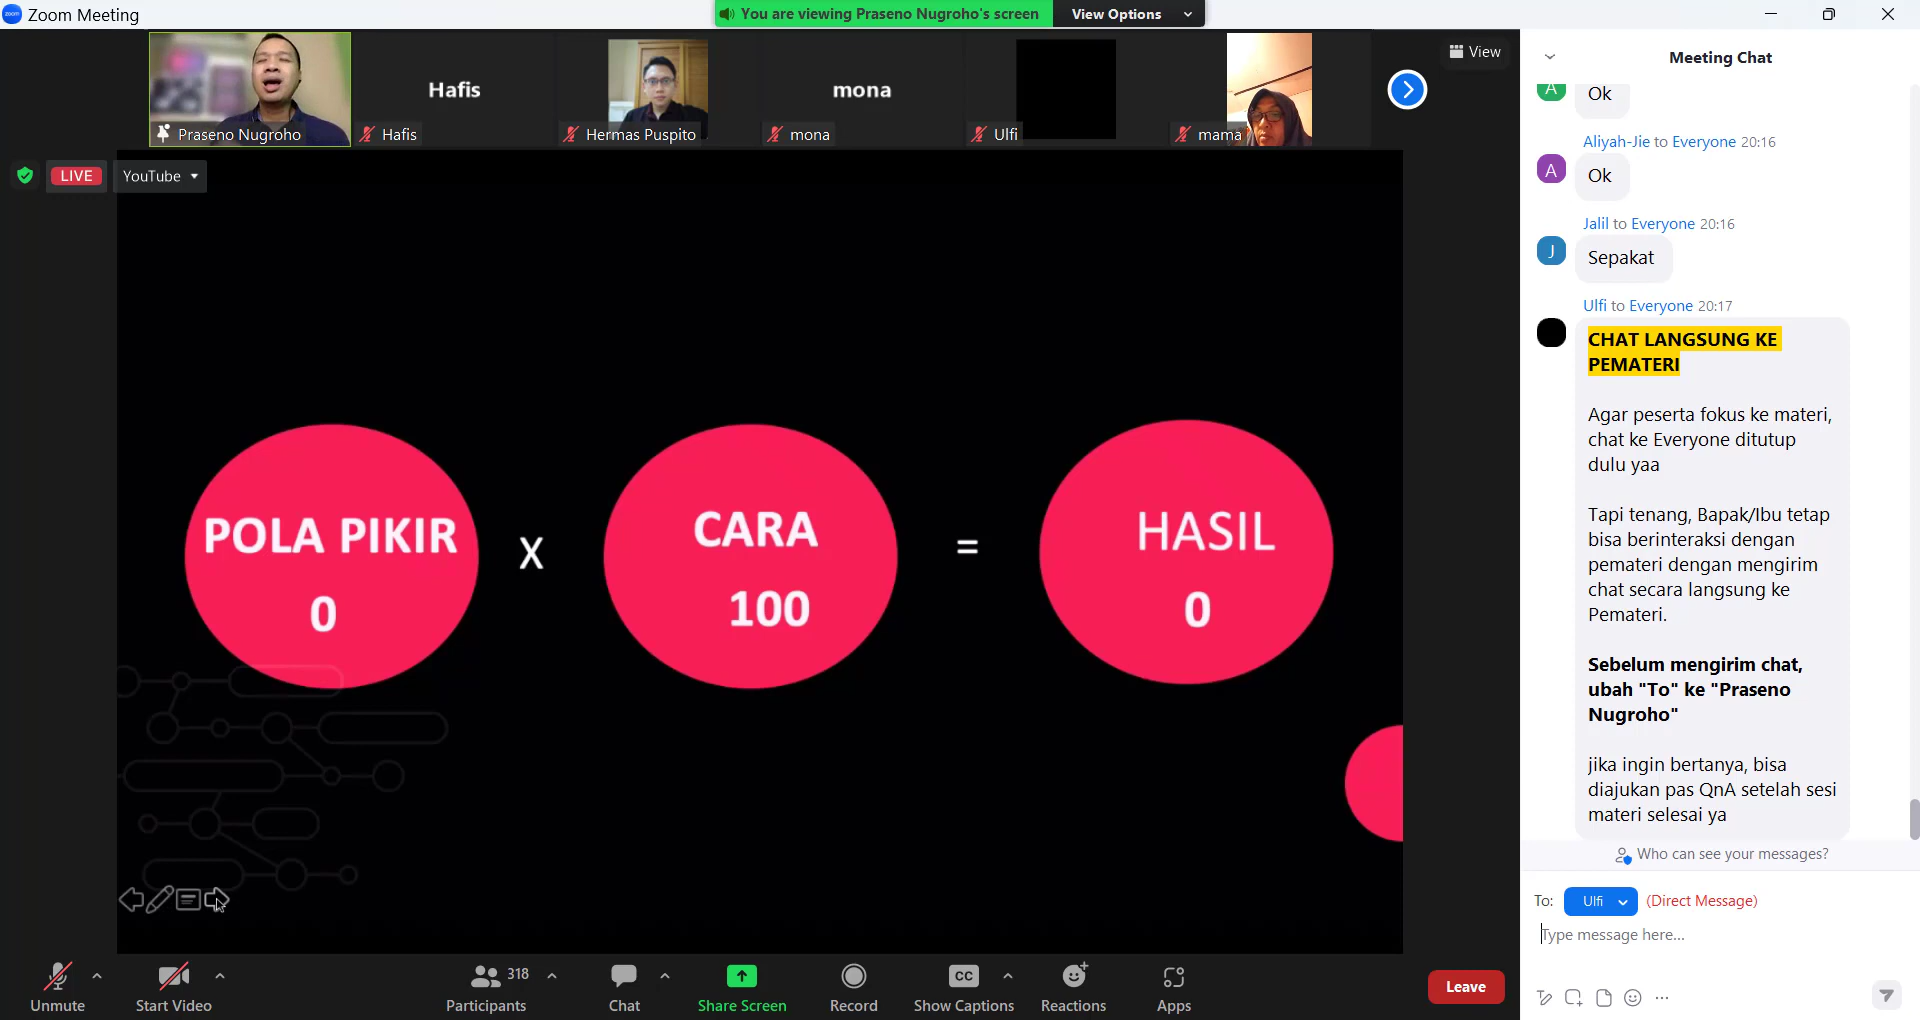 zoom Zoom Meeting
You are viewing Praseno Nugroho's screen
View Options
Praseno Nugroho
Hafis
Hafis
Hermas Puspito
mona
mona
Ulfi
mama
View
LIVE
YouTube
POLA PIKIR
0
X
CARA
100
=
HASIL
0
Meeting Chat
A
Ok
Aliyah-Jie to Everyone 20:16
A
Ok
Jalil to Everyone 20:16
J
Sepakat
Ulfi to Everyone 20:17
CHAT LANGSUNG KE
PEMATERI
Agar peserta fokus ke materi,
chat ke Everyone ditutup
dulu yaa
Tapi tenang, Bapak/Ibu tetap
bisa berinteraksi dengan
pemateri dengan mengirim
chat secara langsung ke
Pemateri.
Sebelum mengirim chat,
ubah "To" ke "Praseno
Nugroho"
jika ingin bertanya, bisa
diajukan pas QnA setelah sesi
materi selesai ya
Who can see your messages?
To: Ulfi (Direct Message)
Type message here...
Unmute
Start Video
318
Participants
Chat
Share Screen
Record
CC
Show Captions
Reactions
Apps
Leave